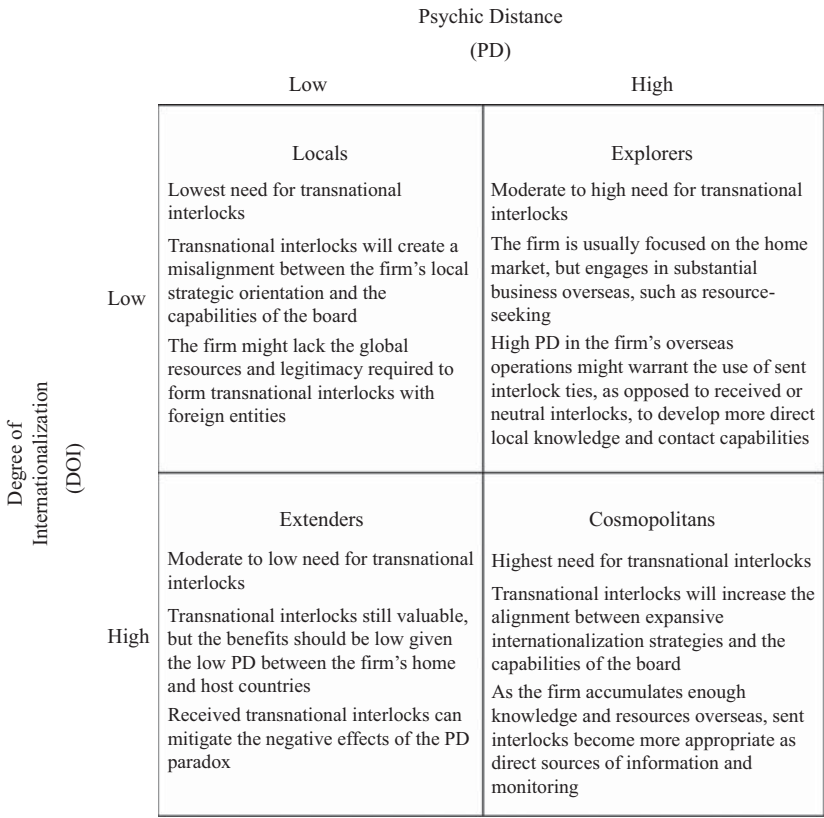 Psychic Distance
(PD)
Low
High
Degree of
Internationalization
(DOI)
Low
Locals
Lowest need for transnational
interlocks
Transnational interlocks will create a
misalignment between the firm's local
strategic orientation and the
capabilities of the board
The firm might lack the global
resources and legitimacy required to
form transnational interlocks with
foreign entities
Explorers
Moderate to high need for transnational
interlocks
The firm is usually focused on the home
market, but engages in substantial
business overseas, such as resource-
seeking
High PD in the firm's overseas
operations might warrant the use of sent
interlock ties, as opposed to received or
neutral interlocks, to develop more direct
local knowledge and contact capabilities
High
Extenders
Moderate to low need for transnational
interlocks
Transnational interlocks still valuable,
but the benefits should be low given
the low PD between the firm's home
and host countries
Received transnational interlocks can
mitigate the negative effects of the PD
paradox
Cosmopolitans
Highest need for transnational interlocks
Transnational interlocks will increase the
alignment between expansive
internationalization strategies and the
capabilities of the board
As the firm accumulates enough
knowledge and resources overseas, sent
interlocks become more appropriate as
direct sources of information and
monitoring